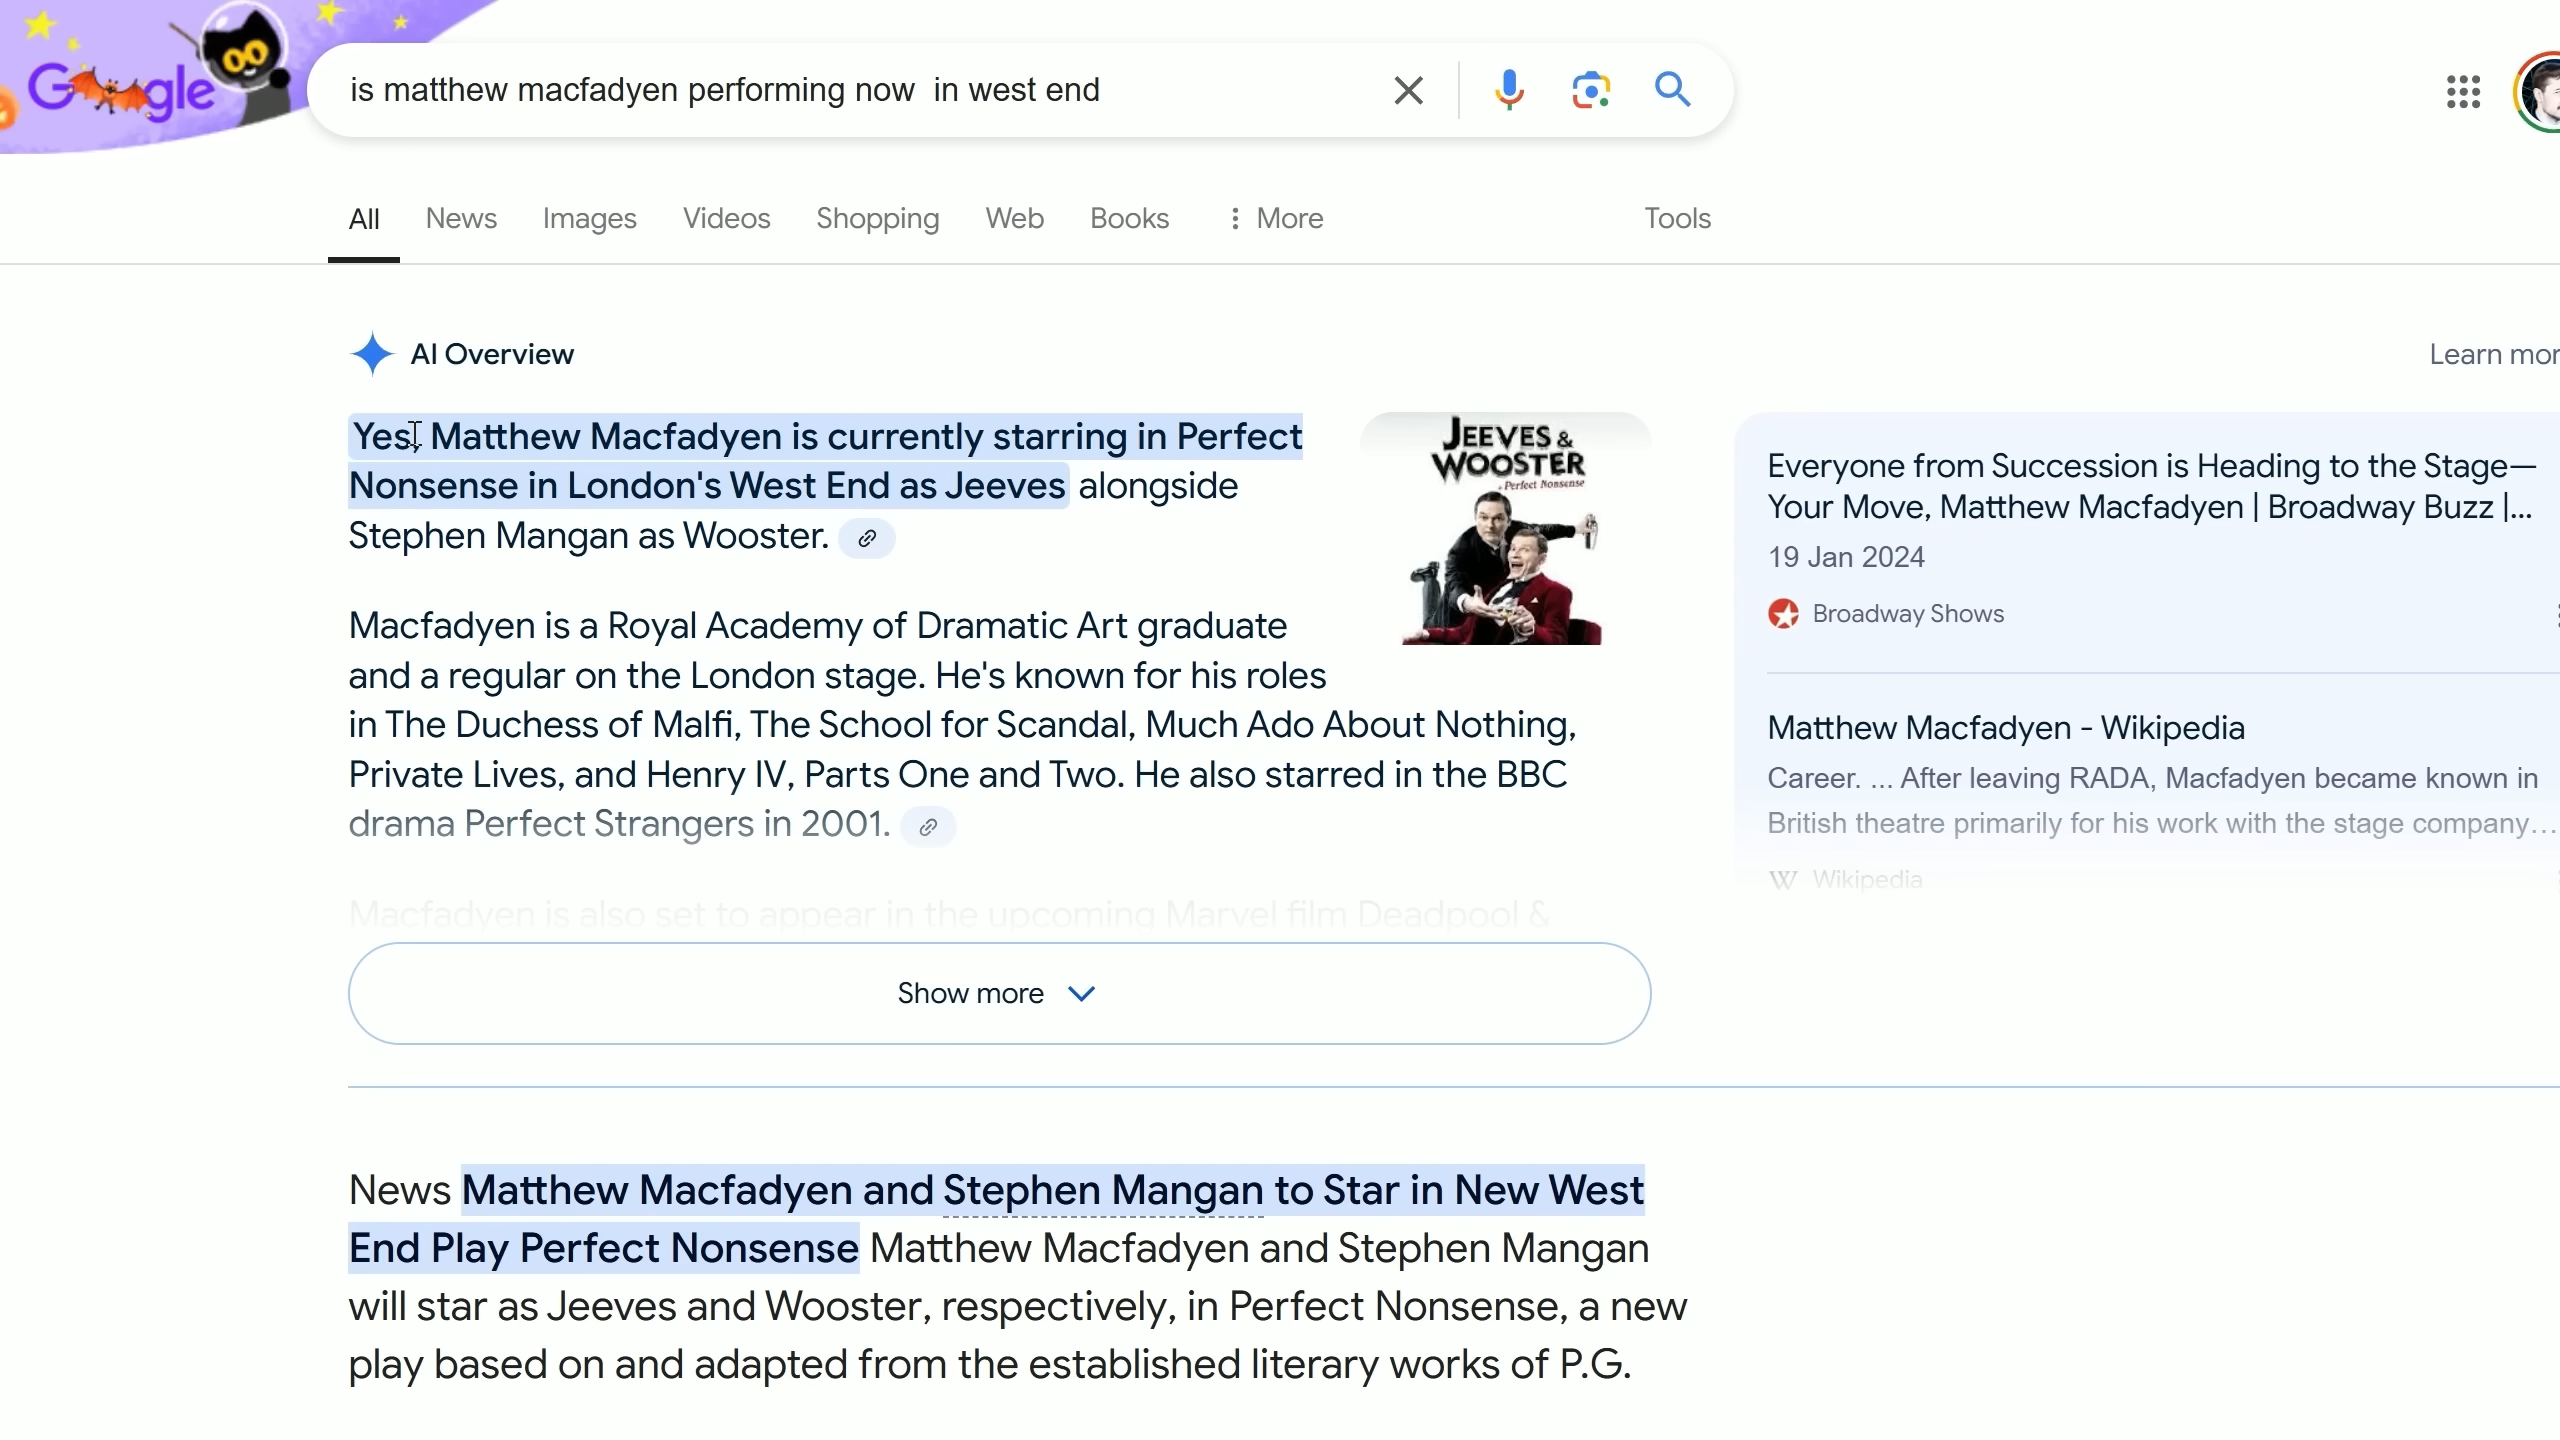 Google
is matthew macfadyen performing now  in west end
All News Images Videos Shopping Web Books More Tools
AI Overview
Learn mor
Yes, Matthew Macfadyen is currently starring in Perfect
Nonsense in London's West End as Jeeves alongside
Stephen Mangan as Wooster.
JEEVES &
WOOSTER
Perfect Nonsense
Macfadyen is a Royal Academy of Dramatic Art graduate
and a regular on the London stage. He's known for his roles
in The Duchess of Malfi, The School for Scandal, Much Ado About Nothing,
Private Lives, and Henry IV, Parts One and Two. He also starred in the BBC
drama Perfect Strangers in 2001.
Macfadyen is also set to appear in the upcoming Marvel film Deadpool &
Show more
Everyone from Succession is Heading to the Stage—
Your Move, Matthew Macfadyen | Broadway Buzz |...
19 Jan 2024
Broadway Shows
Matthew Macfadyen - Wikipedia
Career. ... After leaving RADA, Macfadyen became known in
British theatre primarily for his work with the stage company...
W Wikipedia
News Matthew Macfadyen and Stephen Mangan to Star in New West
End Play Perfect Nonsense Matthew Macfadyen and Stephen Mangan
will star as Jeeves and Wooster, respectively, in Perfect Nonsense, a new
play based on and adapted from the established literary works of P.G.